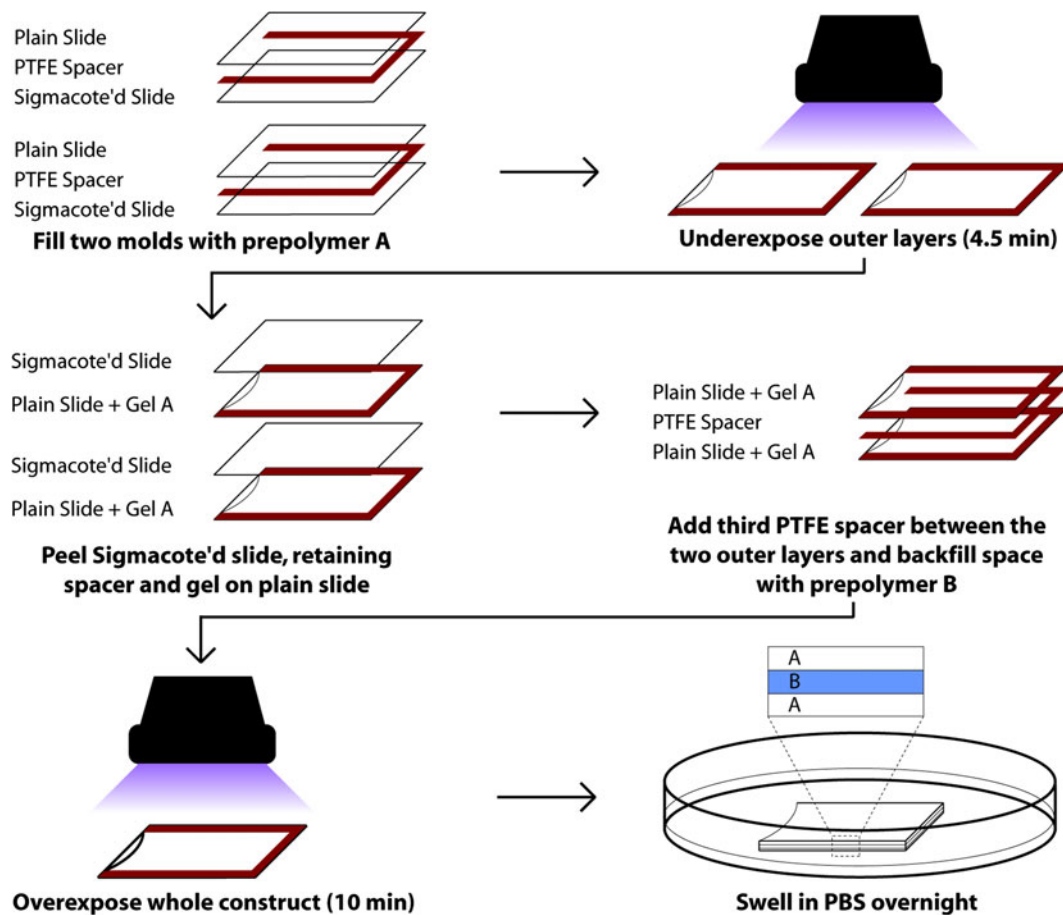 Plain Slide
PTFE Spacer
Sigmacote'd Slide
Plain Slide
PTFE Spacer
Sigmacote'd Slide
Fill two molds with prepolymer A
Underexpose outer layers (4.5 min)
Sigmacote'd Slide
Plain Slide + Gel A
Sigmacote'd Slide
Plain Slide + Gel A
Peel Sigmacote'd slide, retaining
spacer and gel on plain slide
Plain Slide + Gel A
PTFE Spacer
Plain Slide + Gel A
Add third PTFE spacer between the
two outer layers and backfill space
with prepolymer B
Overexpose whole construct (10 min)
A
B
A
Swell in PBS overnight